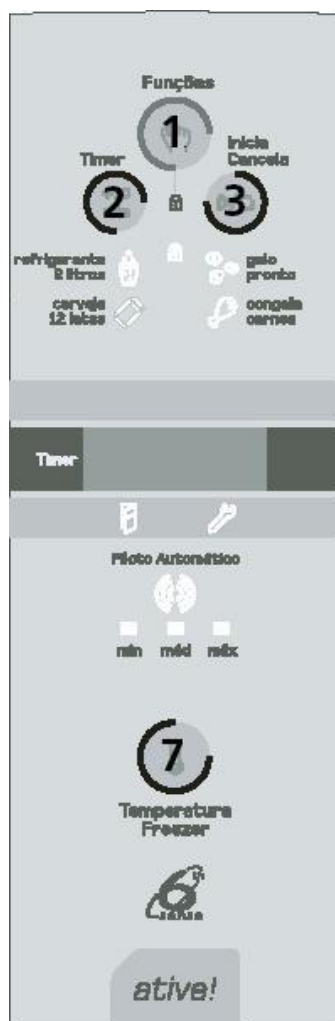 Funções
1
Inicia
Cancela
Timer
2
3
refrigerante
2 litros
gelo
pronto
cerveja
12 latas
congela
carnes
Timer
Piloto Automático
mín méd máx
7
Temperatura
Freezer
6
ative!